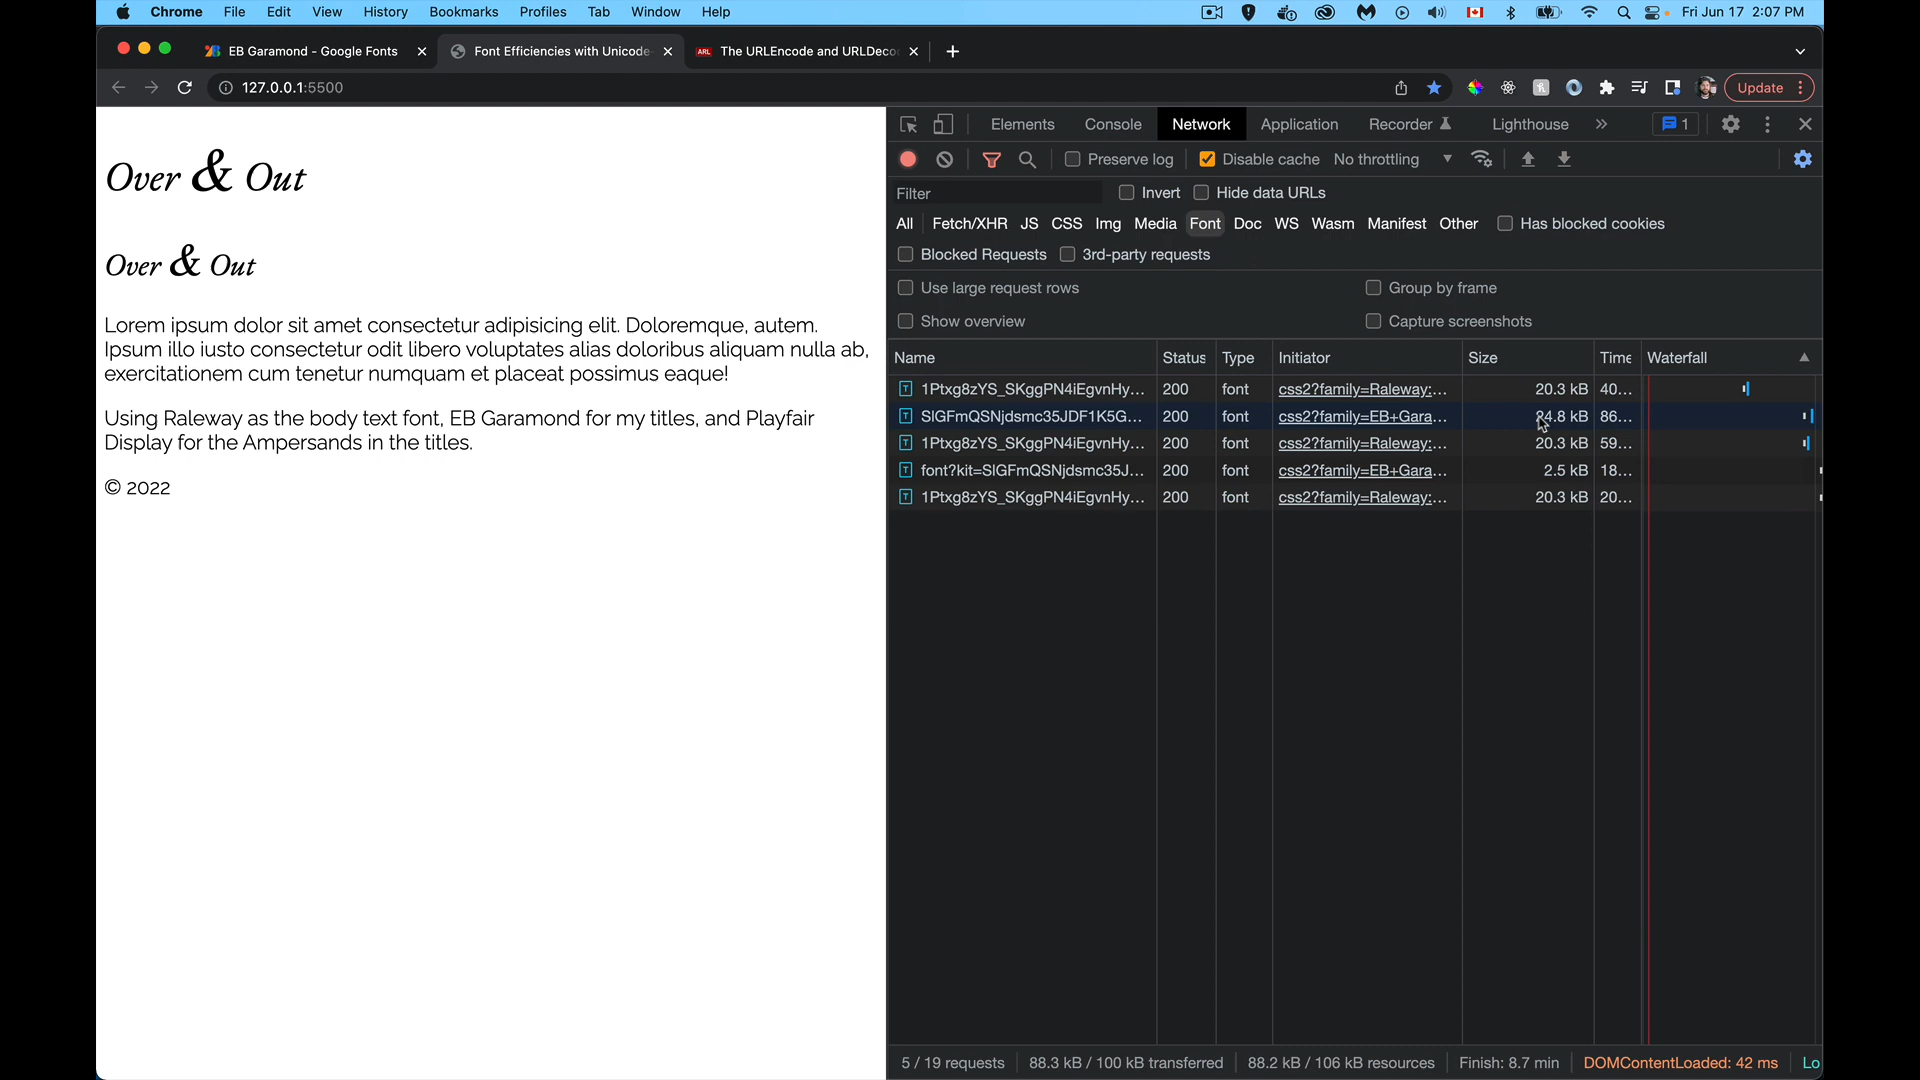 Chrome File Edit View History Bookmarks Profiles Tab Window Help Fri Jun 17 2:07 PM
EB Garamond - Google Fonts Font Efficiencies with Unicode- ARL The URLEncode and URLDeco
127.0.0.1:5500 Update
Over & Out
Over & Out
Lorem ipsum dolor sit amet consectetur adipisicing elit. Doloremque, autem.
Ipsum illo iusto consectetur odit libero voluptates alias doloribus aliquam nulla ab,
exercitationem cum tenetur numquam et placeat possimus eaque!
Using Raleway as the body text font, EB Garamond for my titles, and Playfair
Display for the Ampersands in the titles.
© 2022
Elements Console Network Application Recorder Lighthouse 1
Preserve log Disable cache No throttling
Filter Invert Hide data URLs
All Fetch/XHR JS CSS Img Media Font Doc WS Wasm Manifest Other Has blocked cookies
Blocked Requests 3rd-party requests
Use large request rows Group by frame
Show overview Capture screenshots
Name Status Type Initiator Size Time Waterfall
1Ptxg8zYS_SKggPN4iEgvnHy... 200 font css2?family=Raleway:... 20.3 kB 40...
SlGFmQSNjdsmc35JDF1K5G... 200 font css2?family=EB+Gara... 24.8 kB 86...
1Ptxg8zYS_SKggPN4iEgvnHy... 200 font css2?family=Raleway:... 20.3 kB 59...
font?kit=SlGFmQSNjdsmc35J... 200 font css2?family=EB+Gara... 2.5 kB 18...
1Ptxg8zYS_SKggPN4iEgvnHy... 200 font css2?family=Raleway:... 20.3 kB 20...
5 / 19 requests 88.3 kB / 100 kB transferred 88.2 kB / 106 kB resources Finish: 8.7 min DOMContentLoaded: 42 ms Lo